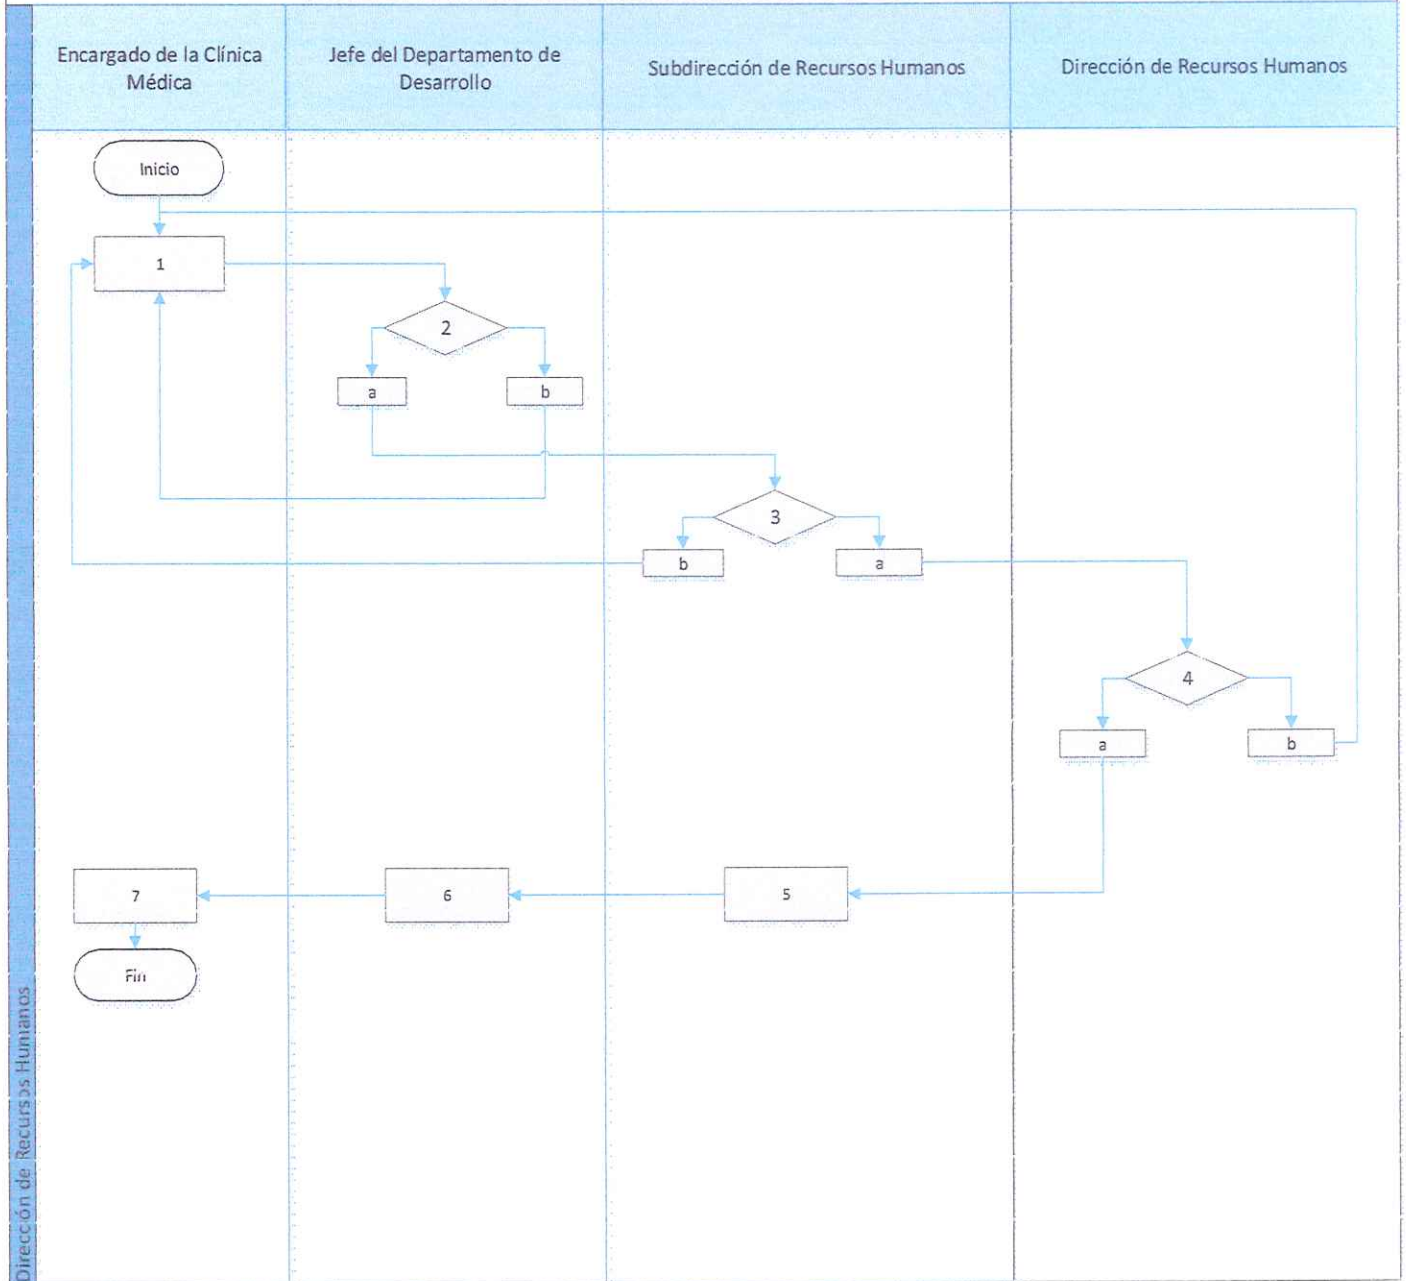 Encargado de la Clínica
Médica
Jefe del Departamento de
Desarrollo
Subdirección de Recursos Humanos
Dirección de Recursos Humanos
Inicio
1
2
a
b
3
b
a
4
a
b
7
6
5
Fin
Dirección de Recursos Humanos